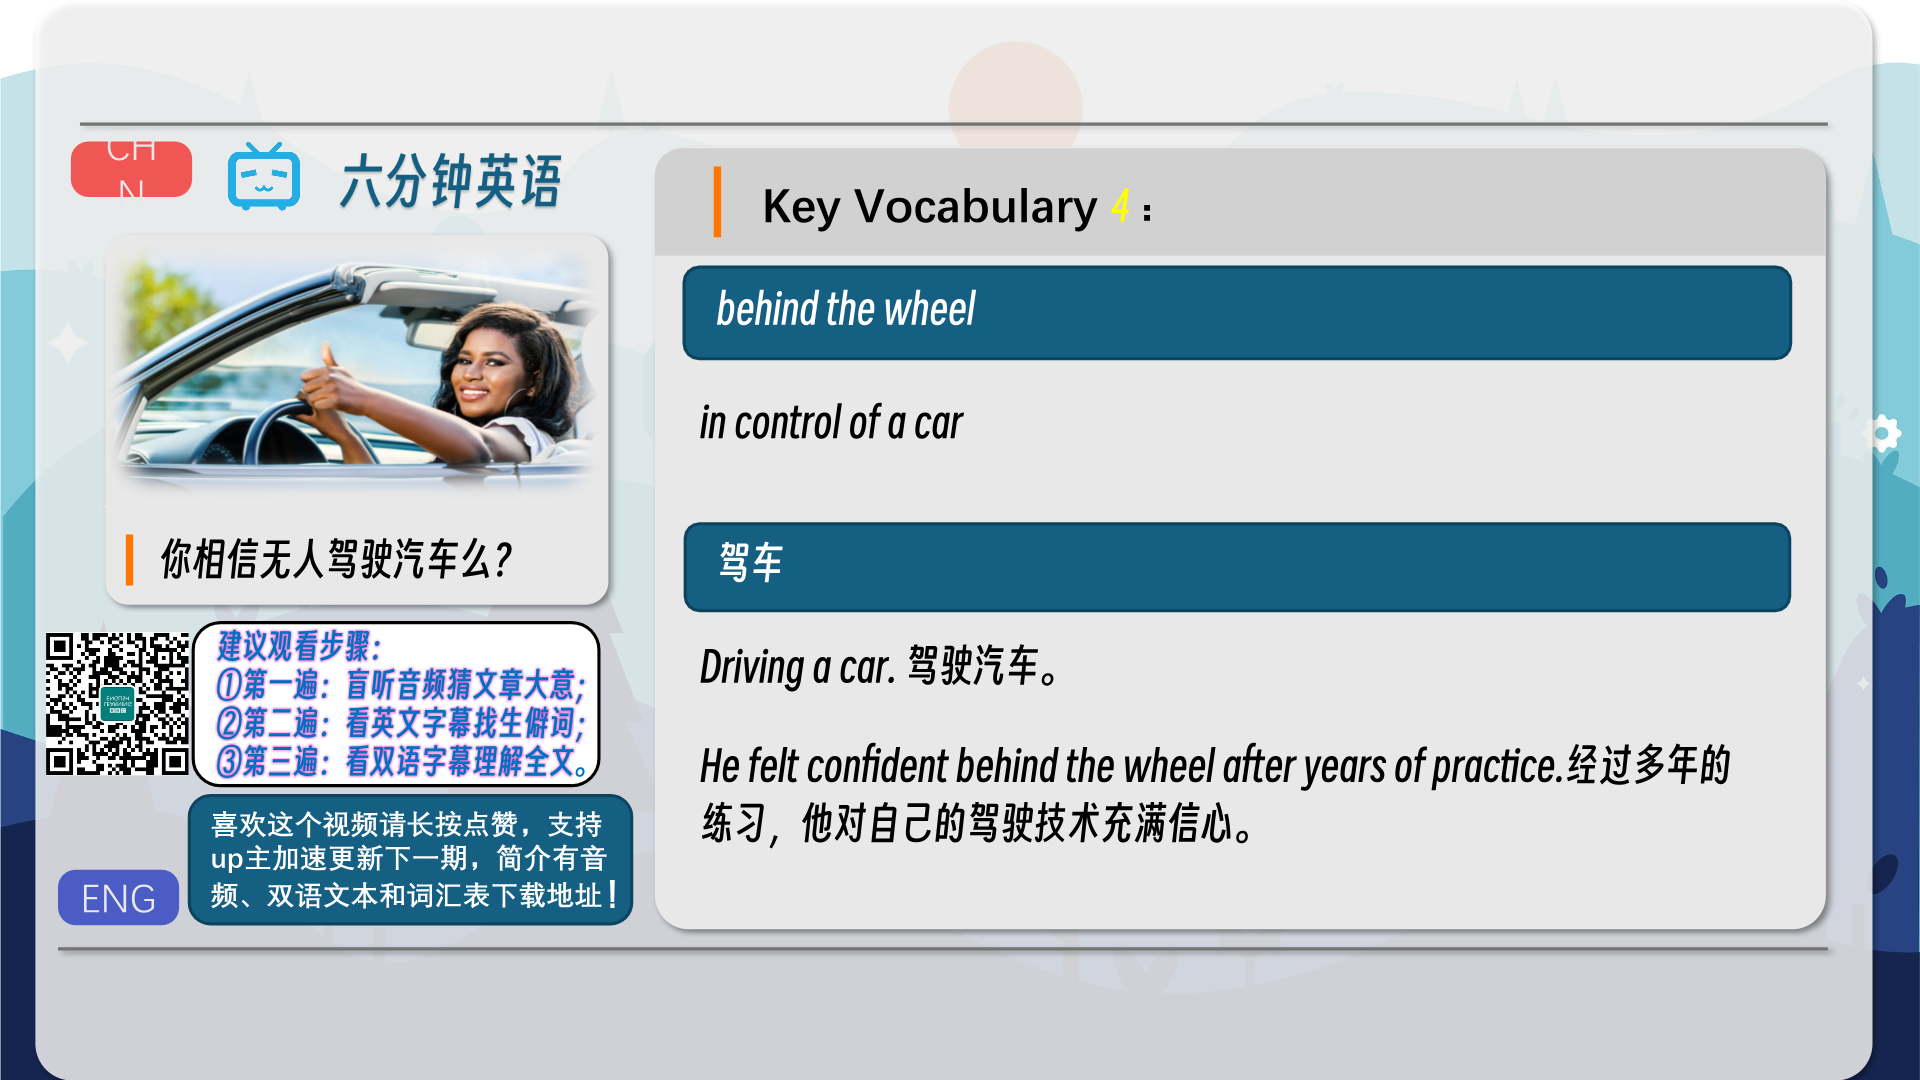 CH
N
六分钟英语
你相信无人驾驶汽车么?
建议观看步骤:
①第一遍:盲听音频猜文章大意;
②第二遍:看英文字幕找生僻词;
③第三遍:看双语字幕理解全文。
喜欢这个视频请长按点赞,支持
up主加速更新下一期,简介有音
频、双语文本和词汇表下载地址!
ENG
Key Vocabulary 4:
behind the wheel
in control of a car
驾车
Driving a car. 驾驶汽车。
He felt confident behind the wheel after years of practice.经过多年的
练习,他对自己的驾驶技术充满信心。